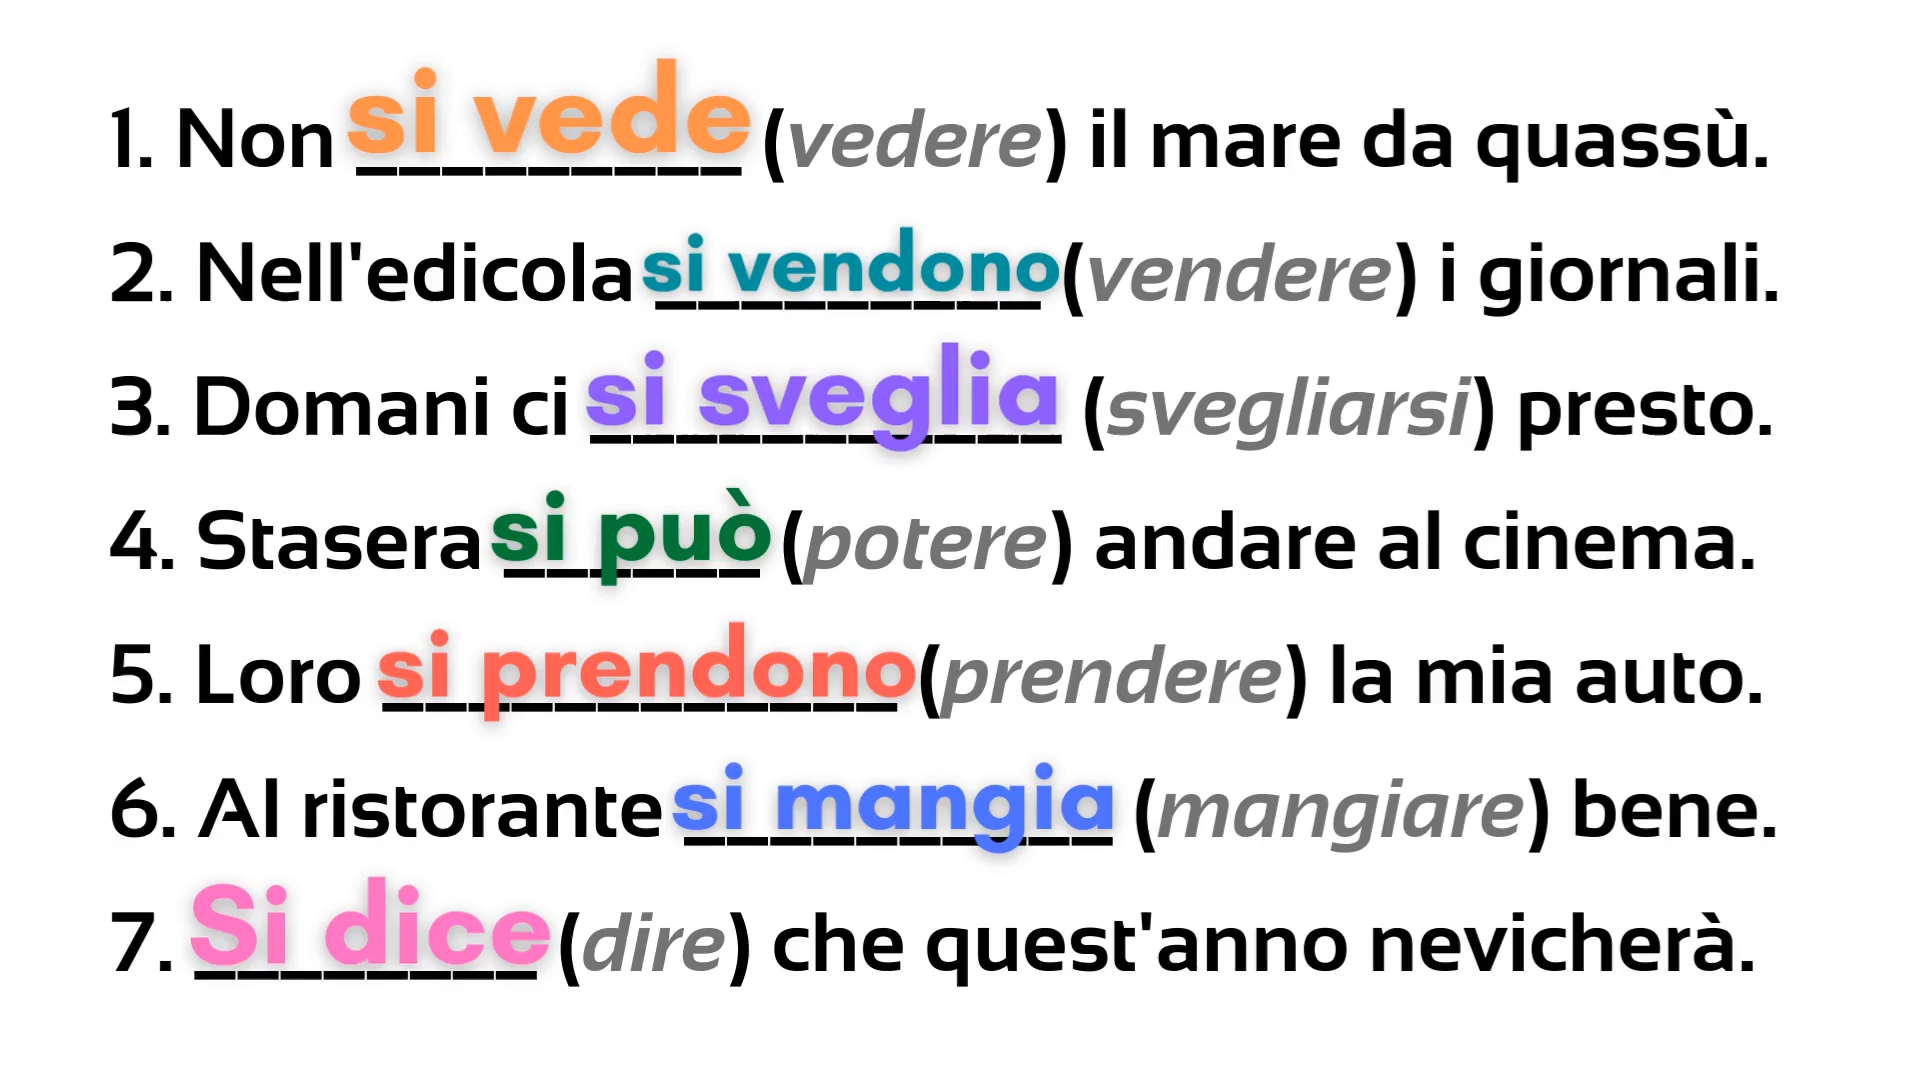 1. Non si vede (vedere) il mare da quassù.
2. Nell'edicola si vendono (vendere) i giornali.
3. Domani ci si sveglia (svegliarsi) presto.
4. Stasera si può (potere) andare al cinema.
5. Loro si prendono (prendere) la mia auto.
6. Al ristorante si mangia (mangiare) bene.
7. Si dice (dire) che quest'anno nevicherà.